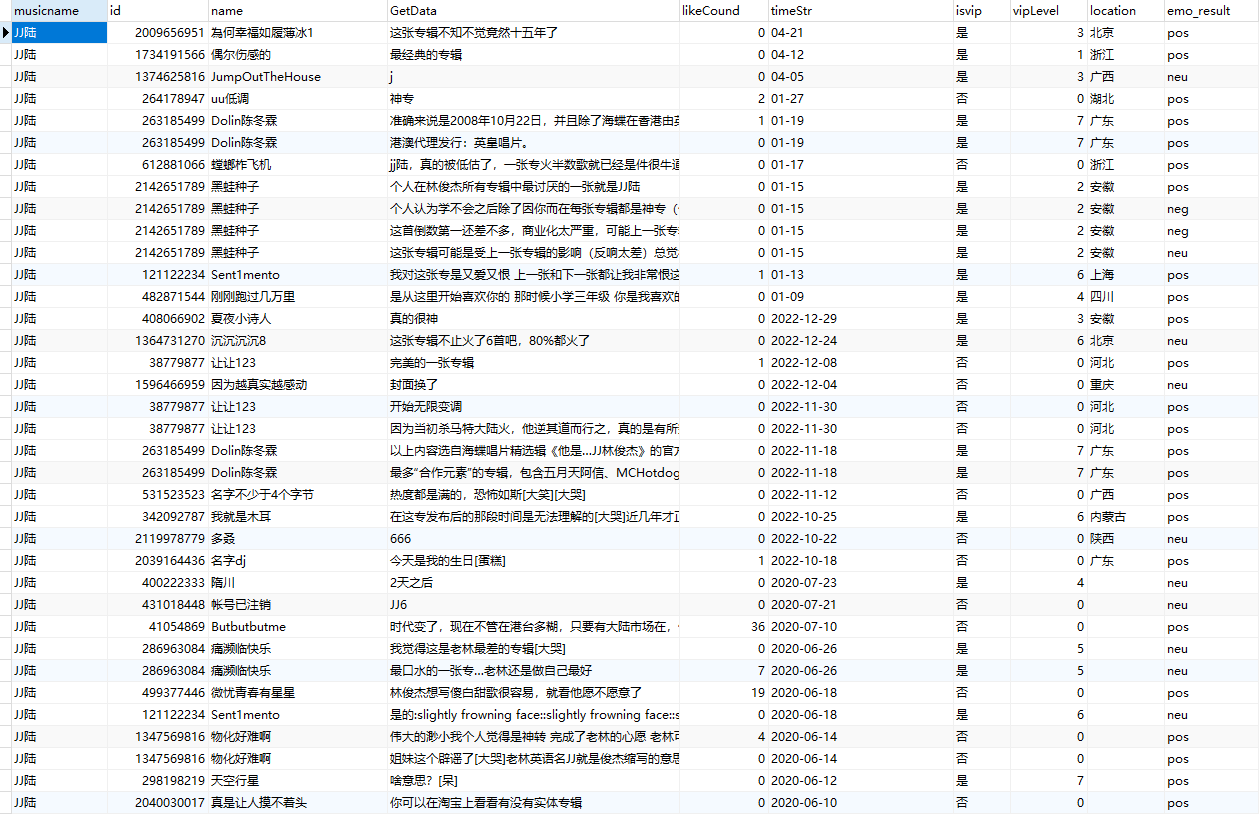 musicname id name GetData likeCound timeStr isvip vipLevel location emo_result
JJ陆 2009656951 為何幸福如履薄冰1 这张专辑不知不觉竟然十五年了 0 04-21 是 3 北京 pos
JJ陆 1734191566 偶尔伤感的 最经典的专辑 0 04-12 是 1 浙江 pos
JJ陆 1374625816 JumpOutTheHouse j 0 04-05 是 3 广西 neu
JJ陆 264178947 uu低调 神专 2 01-27 否 0 湖北 pos
JJ陆 263185499 Dolin陈冬霖 准确来说是2008年10月22日，并且除了海蝶在香港由英 1 01-19 是 7 广东 pos
JJ陆 263185499 Dolin陈冬霖 港澳代理发行：英皇唱片。 0 01-19 是 7 广东 pos
JJ陆 612881066 螳螂柞飞机 jj陆，真的被低估了，一张专火半数歌就已经是件很牛逼 0 01-17 否 0 浙江 pos
JJ陆 2142651789 黑蛙种子 个人在林俊杰所有专辑中最讨厌的一张就是JJ陆 0 01-15 是 2 安徽 pos
JJ陆 2142651789 黑蛙种子 个人认为学不会之后除了因你而在每张专辑都是神专（ 0 01-15 是 2 安徽 neg
JJ陆 2142651789 黑蛙种子 这首倒数第一还差不多，商业化太严重，可能上一张专 0 01-15 是 2 安徽 neg
JJ陆 2142651789 黑蛙种子 这张专辑可能是受上一张专辑的影响（反响太差）总觉 0 01-15 是 2 安徽 neu
JJ陆 121122234 Sent1mento 我对这张专是又爱又恨 上一张和下一张都让我非常恨这 1 01-13 是 6 上海 pos
JJ陆 482871544 刚刚跑过几万里 是从这里开始喜欢你的 那时候小学三年级 你是我喜欢的 0 01-09 是 4 四川 pos
JJ陆 408066902 夏夜小诗人 真的很神 0 2022-12-29 是 3 安徽 pos
JJ陆 1364731270 沉沉沉沉8 这张专辑不止火了6首吧，80%都火了 0 2022-12-24 是 6 北京 neu
JJ陆 38779877 让让123 完美的一张专辑 1 2022-12-08 否 0 河北 pos
JJ陆 1596466959 因为越真实越感动 封面换了 0 2022-12-04 否 0 重庆 neu
JJ陆 38779877 让让123 开始无限变调 0 2022-11-30 否 0 河北 pos
JJ陆 38779877 让让123 因为当初杀马特大陆火，他逆其道而行之，真的是有所 0 2022-11-30 否 0 河北 pos
JJ陆 263185499 Dolin陈冬霖 以上内容选自海蝶唱片精选辑《他是...JJ林俊杰》的官方 0 2022-11-18 是 7 广东 pos
JJ陆 263185499 Dolin陈冬霖 最多“合作元素”的专辑，包含五月天阿信、MCHotdog 0 2022-11-18 是 7 广东 pos
JJ陆 531523523 名字不少于4个字节 热度都是满的，恐怖如斯[大笑][大哭] 0 2022-11-12 否 0 广西 pos
JJ陆 342092787 我就是木耳 在这专发布后的那段时间是无法理解的[大哭]近几年才正 0 2022-10-25 是 6 内蒙古 pos
JJ陆 2119978779 多叒 666 0 2022-10-22 否 0 陕西 neu
JJ陆 2039164436 名字dj 今天是我的生日[蛋糕] 1 2022-10-18 否 0 广东 pos
JJ陆 400222333 隋川 2天之后 0 2020-07-23 是 4 neu
JJ陆 431018448 帐号已注销 JJ6 0 2020-07-21 否 0 neu
JJ陆 41054869 Butbutbutme 时代变了，现在不管在港台多糊，只要有大陆市场在， 36 2020-07-10 否 0 pos
JJ陆 286963084 痛濒临快乐 我觉得这是老林最差的专辑[大哭] 0 2020-06-26 是 5 neu
JJ陆 286963084 痛濒临快乐 最口水的一张专...老林还是做自己最好 7 2020-06-26 是 5 neu
JJ陆 499377446 微忧青春有星星 林俊杰想写傻白甜歌很容易，就看他愿不愿意了 19 2020-06-18 否 0 pos
JJ陆 121122234 Sent1mento 是的:slightly frowning face::slightly frowning face::s 0 2020-06-18 是 6 neu
JJ陆 1347569816 物化好难啊 伟大的渺小我个人觉得是神转 完成了老林的心愿 老林可 4 2020-06-14 否 0 pos
JJ陆 1347569816 物化好难啊 姐妹这个辟谣了[大哭]老林英语名JJ就是俊杰缩写的意思 0 2020-06-14 否 0 pos
JJ陆 298198219 天空行星 啥意思？[呆] 0 2020-06-12 是 7 pos
JJ陆 2040030017 真是让人摸不着头 你可以在淘宝上看看有没有实体专辑 0 2020-06-10 否 0 pos